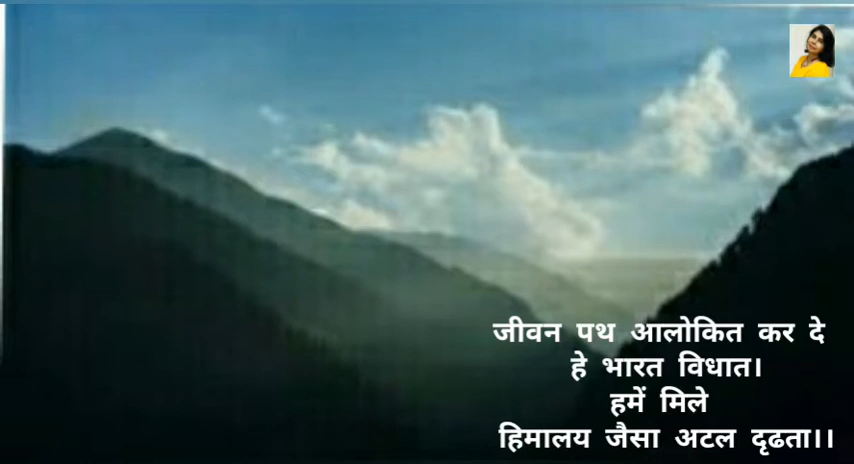 जीवन पथ आलोकित कर दे
हे भारत विधात।
हमें मिले
हिमालय जैसा अटल दृढता।।